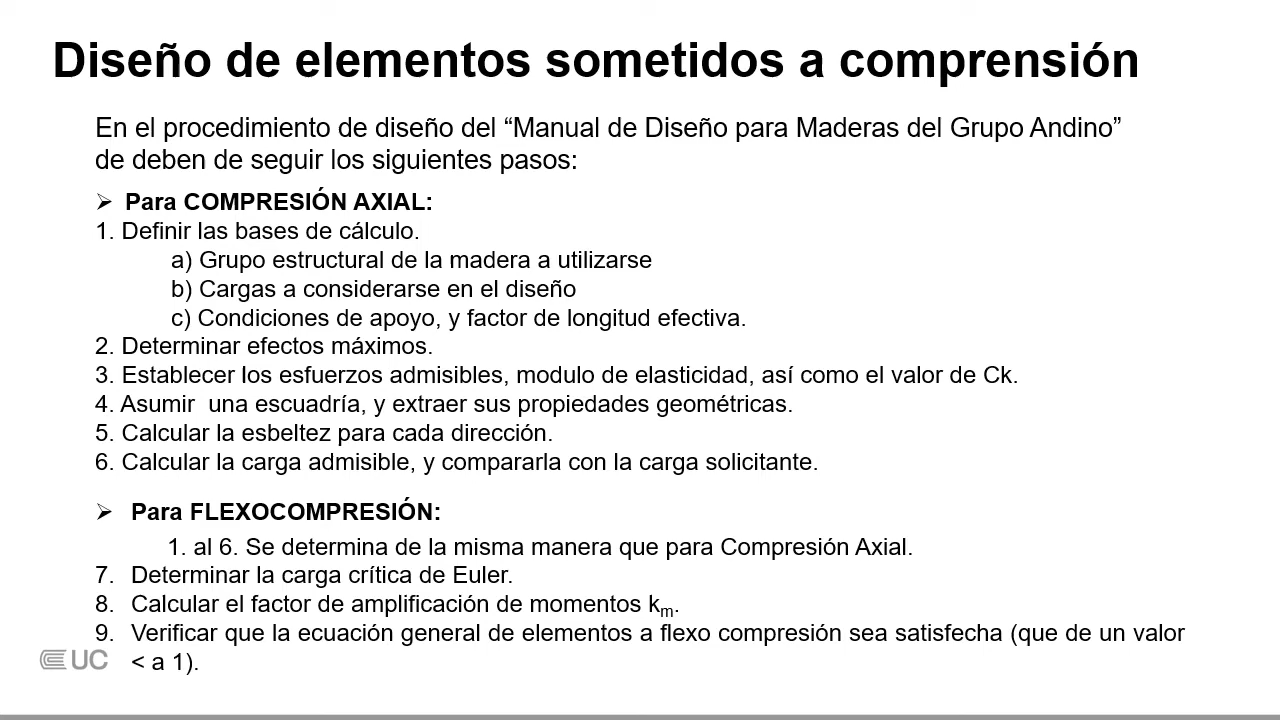 Diseño de elementos sometidos a comprensión
En el procedimiento de diseño del “Manual de Diseño para Maderas del Grupo Andino”
de deben de seguir los siguientes pasos:
➢ Para COMPRESIÓN AXIAL:
1. Definir las bases de cálculo.
a) Grupo estructural de la madera a utilizarse
b) Cargas a considerarse en el diseño
c) Condiciones de apoyo, y factor de longitud efectiva.
2. Determinar efectos máximos.
3. Establecer los esfuerzos admisibles, modulo de elasticidad, así como el valor de Ck.
4. Asumir  una escuadría, y extraer sus propiedades geométricas.
5. Calcular la esbeltez para cada dirección.
6. Calcular la carga admisible, y compararla con la carga solicitante.
➢ Para FLEXOCOMPRESIÓN:
1. al 6. Se determina de la misma manera que para Compresión Axial.
7. Determinar la carga crítica de Euler.
8. Calcular el factor de amplificación de momentos km.
9. Verificar que la ecuación general de elementos a flexo compresión sea satisfecha (que de un valor
< a 1).
UC